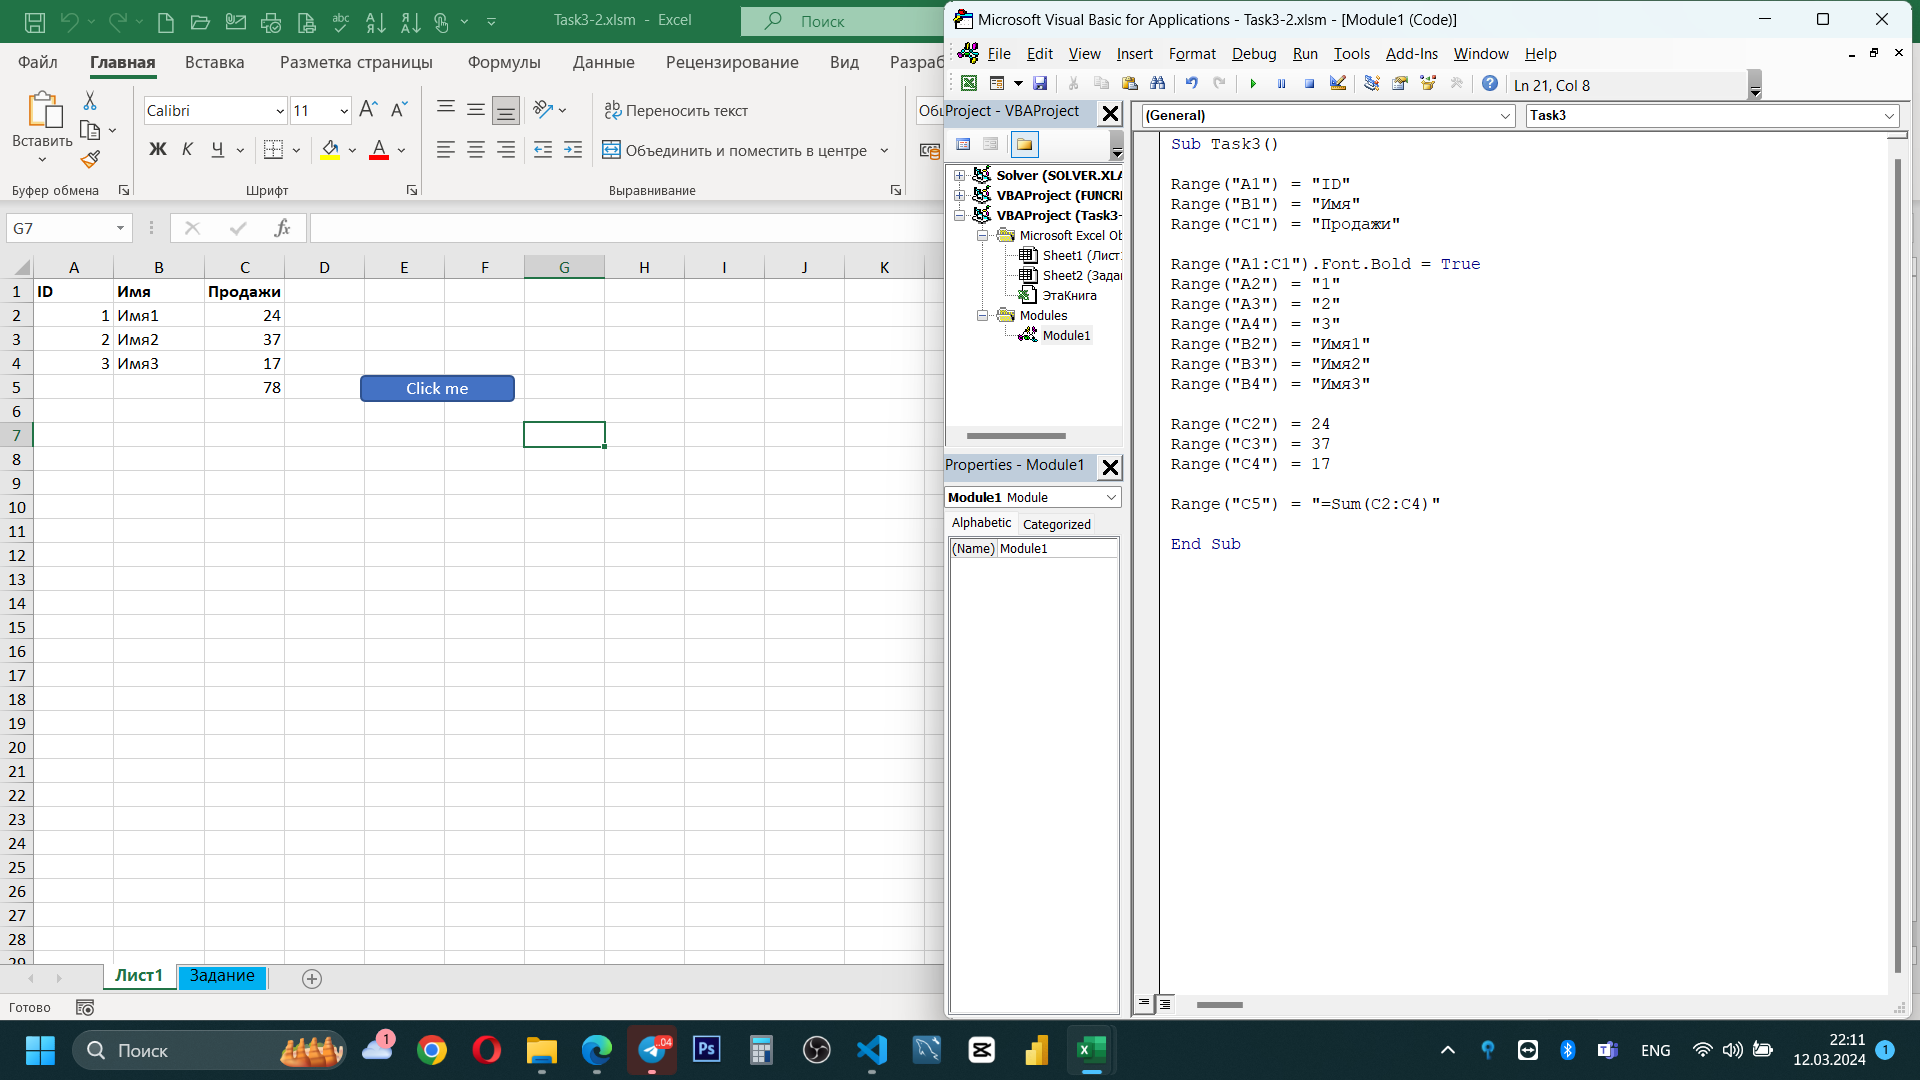 Task3-2.xlsm - Excel
Поиск
Файл Главная Вставка Разметка страницы Формулы Данные Рецензирование Вид Разраб
Вставить
Calibri 11
Ж К Ч
Переносить текст
Объединить и поместить в центре
Буфер обмена Шрифт Выравнивание
G7
fx
A B C D E F G H I J K
1 ID Имя Продажи
2 1 Имя1 24
3 2 Имя2 37
4 3 Имя3 17
5 78 Click me
6
7
8
9
10
11
12
13
14
15
16
17
18
19
20
21
22
23
24
25
26
27
28
29
Лист1 Задание
Готово
Microsoft Visual Basic for Applications - Task3-2.xlsm - [Module1 (Code)]
File Edit View Insert Format Debug Run Tools Add-Ins Window Help
Ln 21, Col 8
Project - VBAProject
Solver (SOLVER.XLA
VBAProject (FUNCRI
VBAProject (Task3-
Microsoft Excel Ob
Sheet1 (Лист1
Sheet2 (Зада
ЭтаКнига
Modules
Module1
Properties - Module1
Module1 Module
Alphabetic Categorized
(Name) Module1
(General) Task3
Sub Task3()
Range("A1") = "ID"
Range("B1") = "Имя"
Range("C1") = "Продажи"
Range("A1:C1").Font.Bold = True
Range("A2") = "1"
Range("A3") = "2"
Range("A4") = "3"
Range("B2") = "Имя1"
Range("B3") = "Имя2"
Range("B4") = "Имя3"
Range("C2") = 24
Range("C3") = 37
Range("C4") = 17
Range("C5") = "=Sum(C2:C4)"
End Sub
Поиск
1
.04
Ps
ENG
22:11
12.03.2024
1